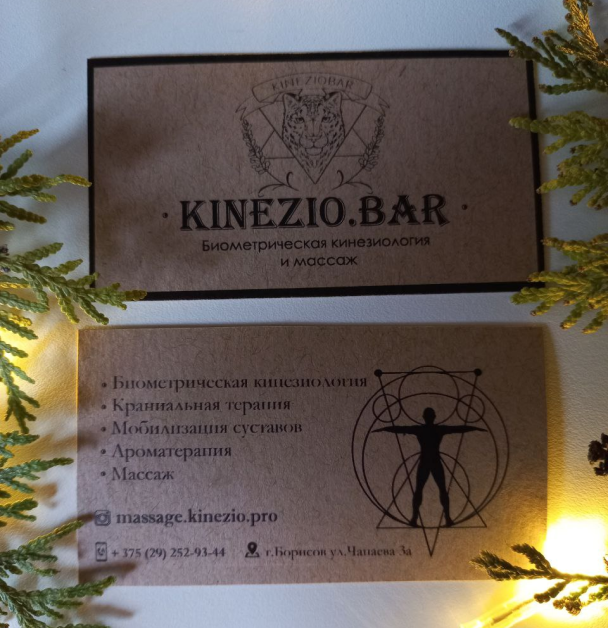 KINEZIOBAR
• KINEZIO.BAR •
Биометрическая кинезиология
и массаж
• Биометрическая кинезиология
• Краниальная терапия
• Мобилизация суставов
• Ароматерапия
• Массаж
massage.kinezio.pro
+ 375 (29) 252-93-44 г.Борисов ул.Чапаева 3а